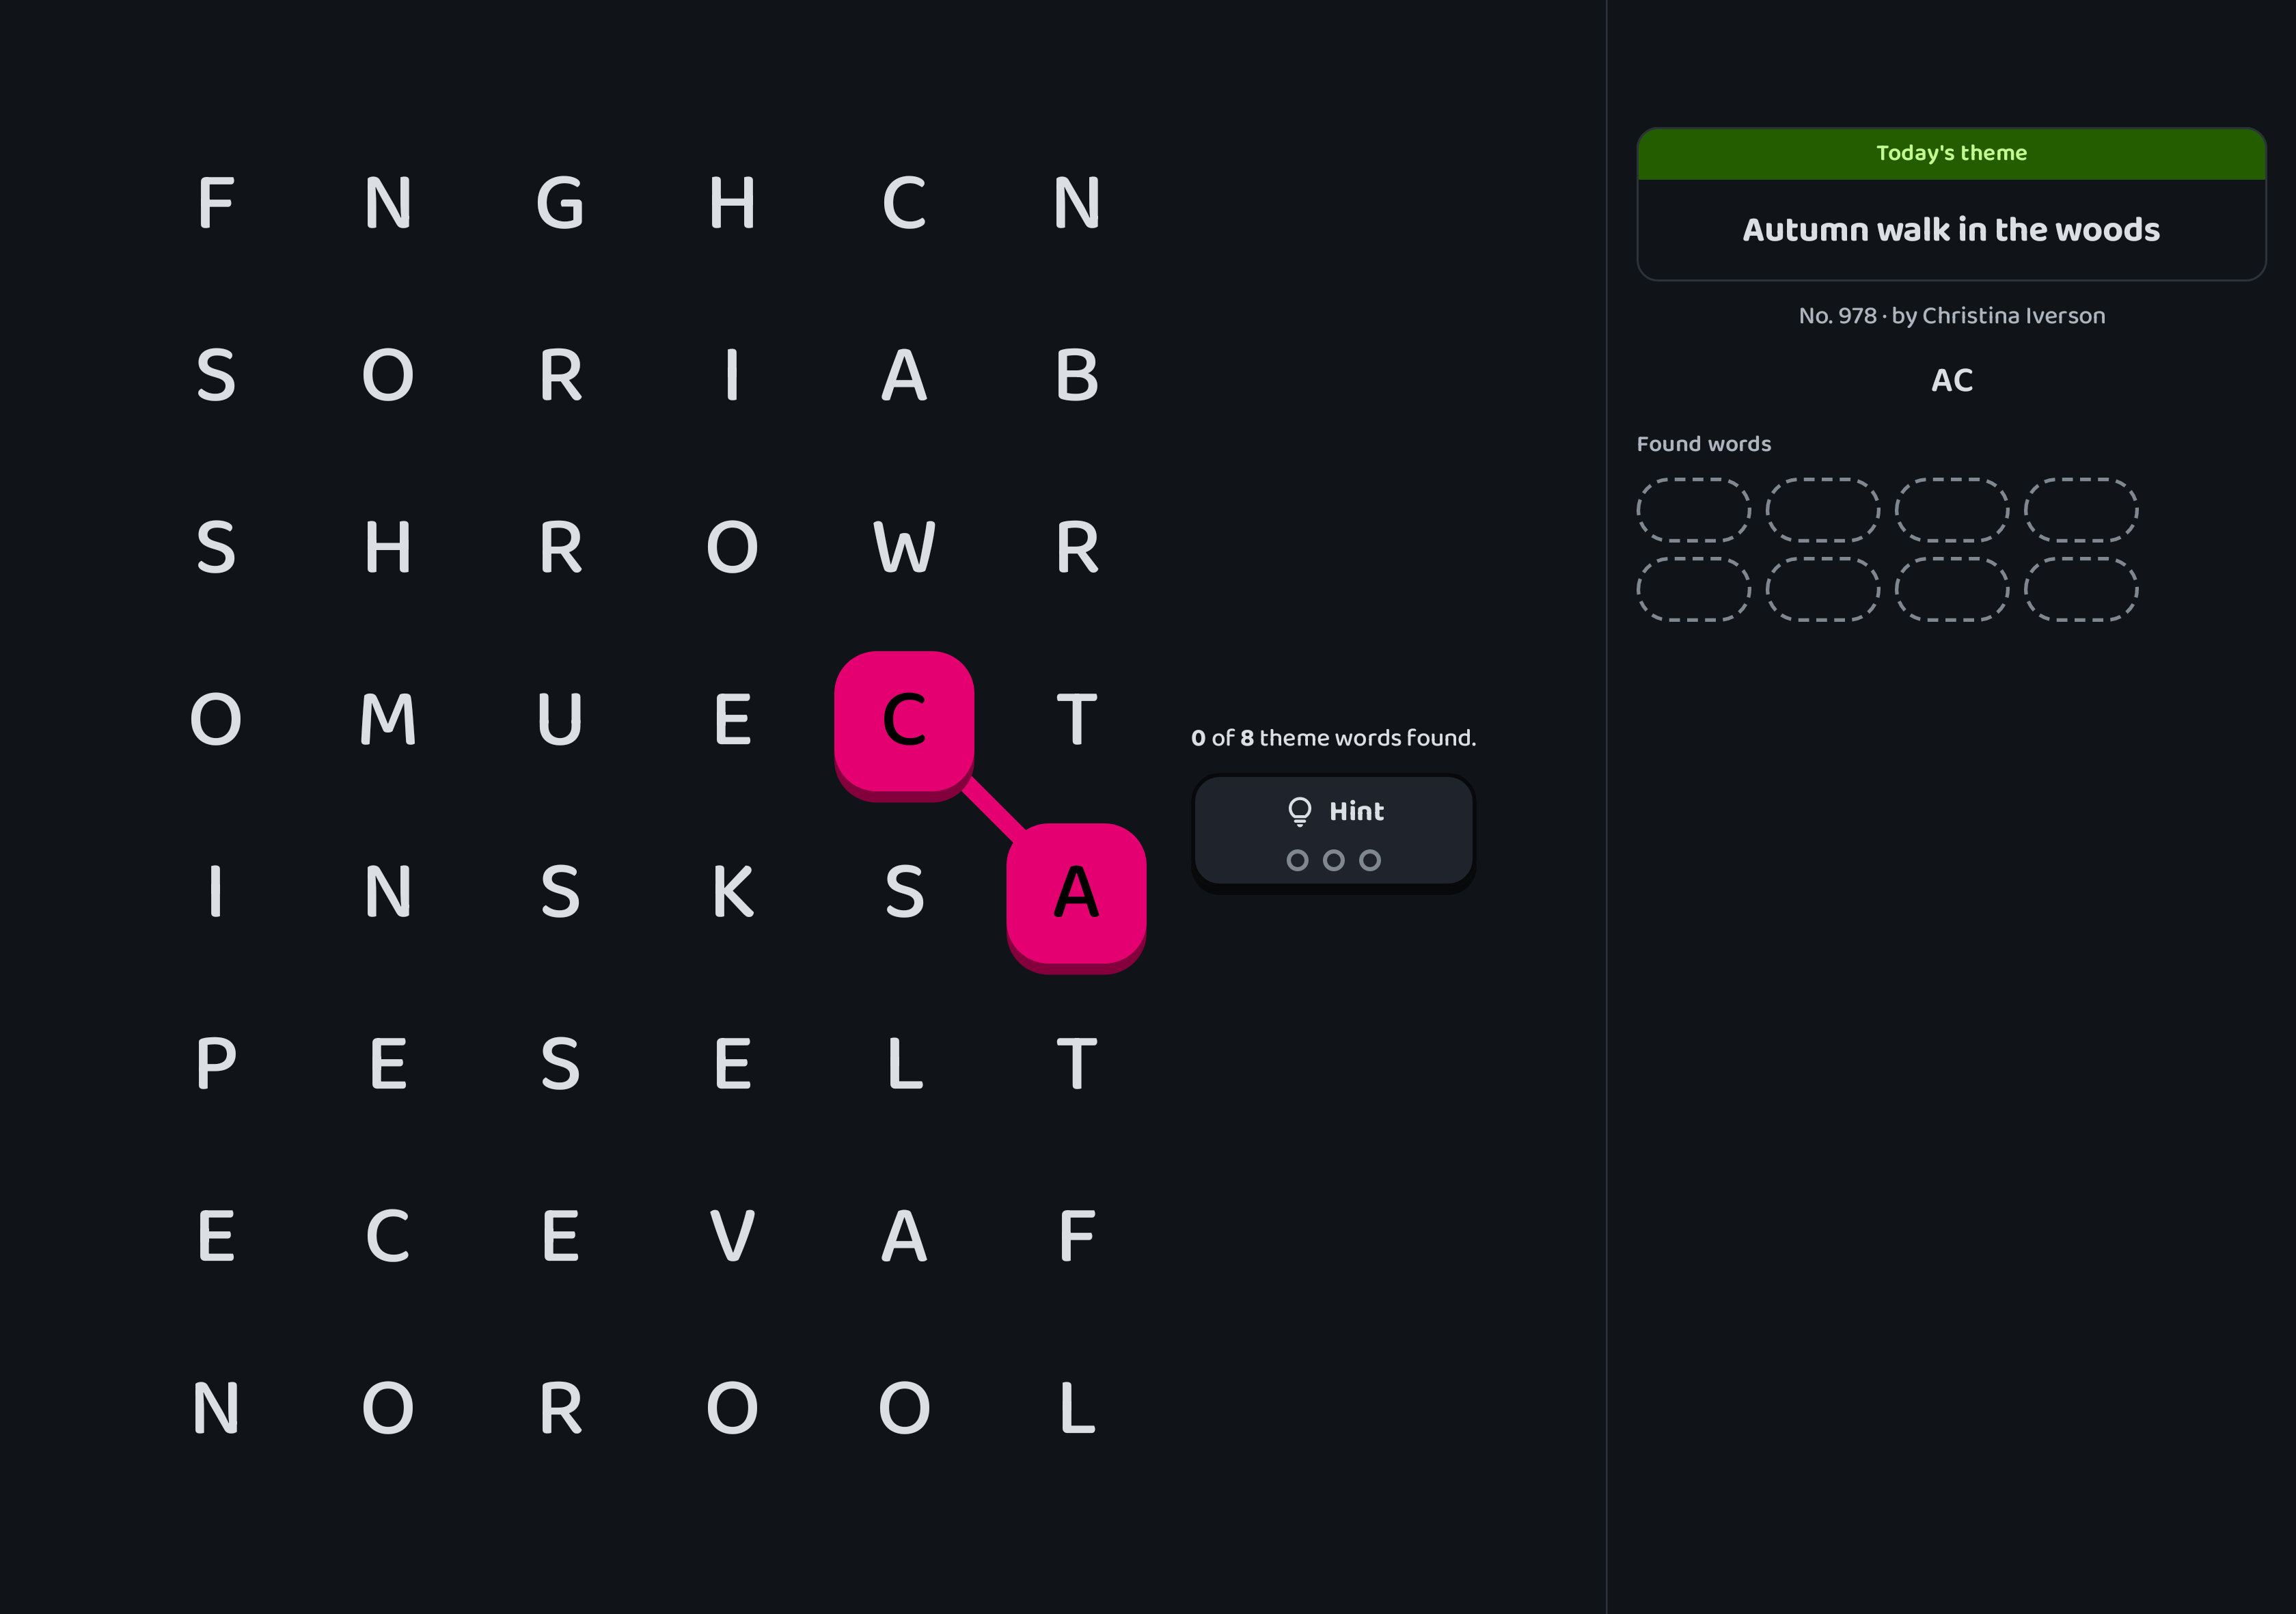 F N G H C N
S O R I A B
S H R O W R
O M U E C T
I N S K S A
P E S E L T
E C E V A F
N O R O O L
0 of 8 theme words found.
Hint
Today's theme
Autumn walk in the woods
No. 978 · by Christina Iverson
AC
Found words